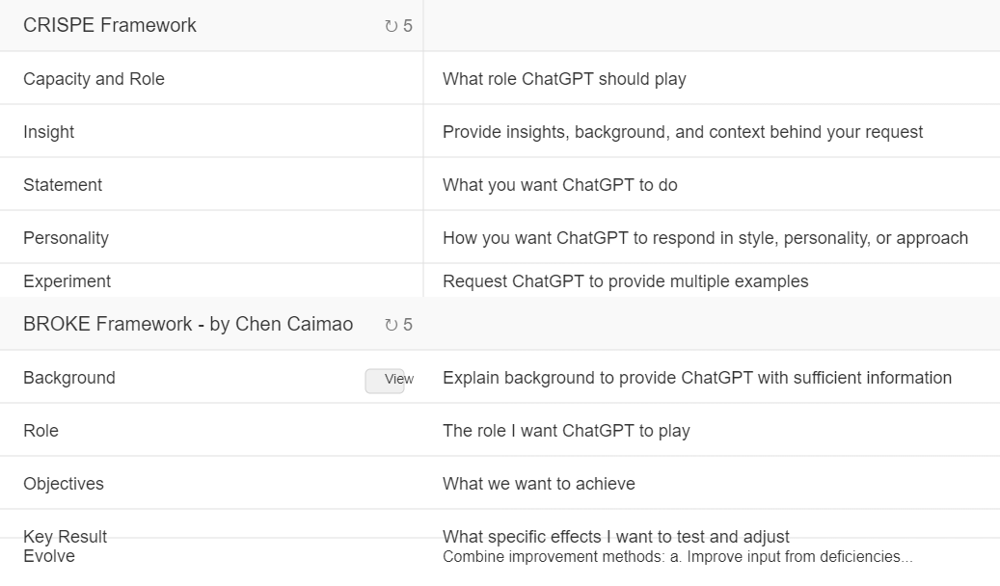 CRISPE Framework ↻ 5
Capacity and Role What role ChatGPT should play
Insight Provide insights, background, and context behind your request
Statement What you want ChatGPT to do
Personality How you want ChatGPT to respond in style, personality, or approach
Experiment Request ChatGPT to provide multiple examples
BROKE Framework - by Chen Caimao ↻ 5
Background View Explain background to provide ChatGPT with sufficient information
Role The role I want ChatGPT to play
Objectives What we want to achieve
Key Result What specific effects I want to test and adjust
Evolve Combine improvement methods: a. Improve input from deficiencies...